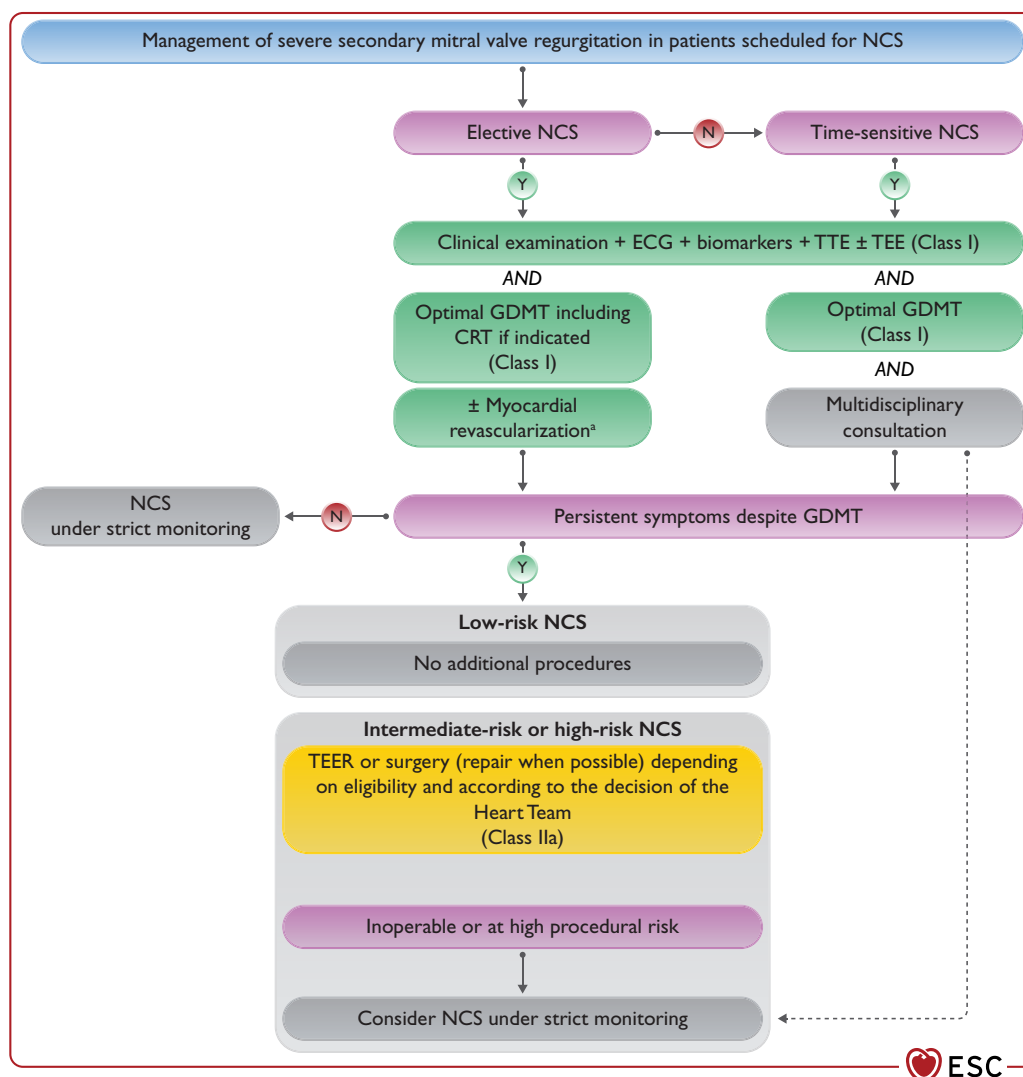 Management of severe secondary mitral valve regurgitation in patients scheduled for NCS
Elective NCS
N
Time-sensitive NCS
Y
Y
Clinical examination + ECG + biomarkers + TTE ± TEE (Class I)
AND
AND
Optimal GDMT including
CRT if indicated
(Class I)
Optimal GDMT
(Class I)
AND
± Myocardial
revascularizationᵃ
Multidisciplinary
consultation
NCS
under strict monitoring
N
Persistent symptoms despite GDMT
Y
Low-risk NCS
No additional procedures
Intermediate-risk or high-risk NCS
TEER or surgery (repair when possible) depending
on eligibility and according to the decision of the
Heart Team
(Class IIa)
Inoperable or at high procedural risk
Consider NCS under strict monitoring
ESC